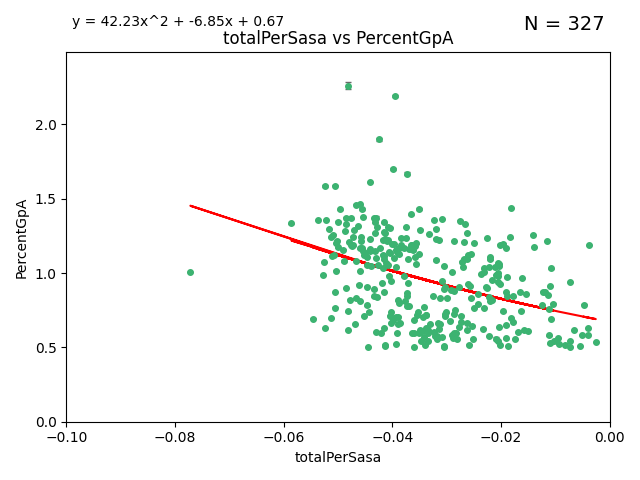 y = 42.23x^2 + -6.85x + 0.67
N = 327
totalPerSasa vs PercentGpA
PercentGpA
2.0
1.5
1.0
0.5
0.0
−0.10 −0.08 −0.06 −0.04 −0.02 0.00
totalPerSasa